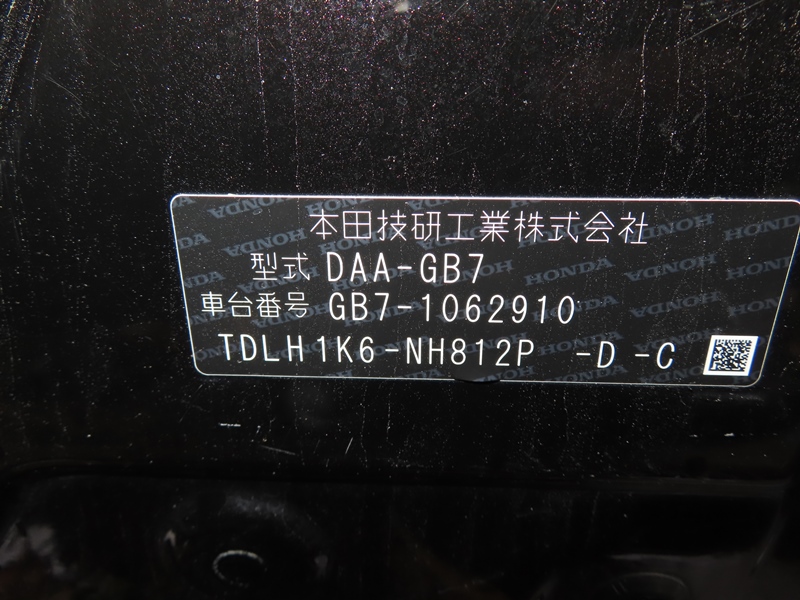 本田技研工業株式会社
型式 DAA-GB7
車台番号 GB7-1062910
TDLH1K6-NH812P -D-C